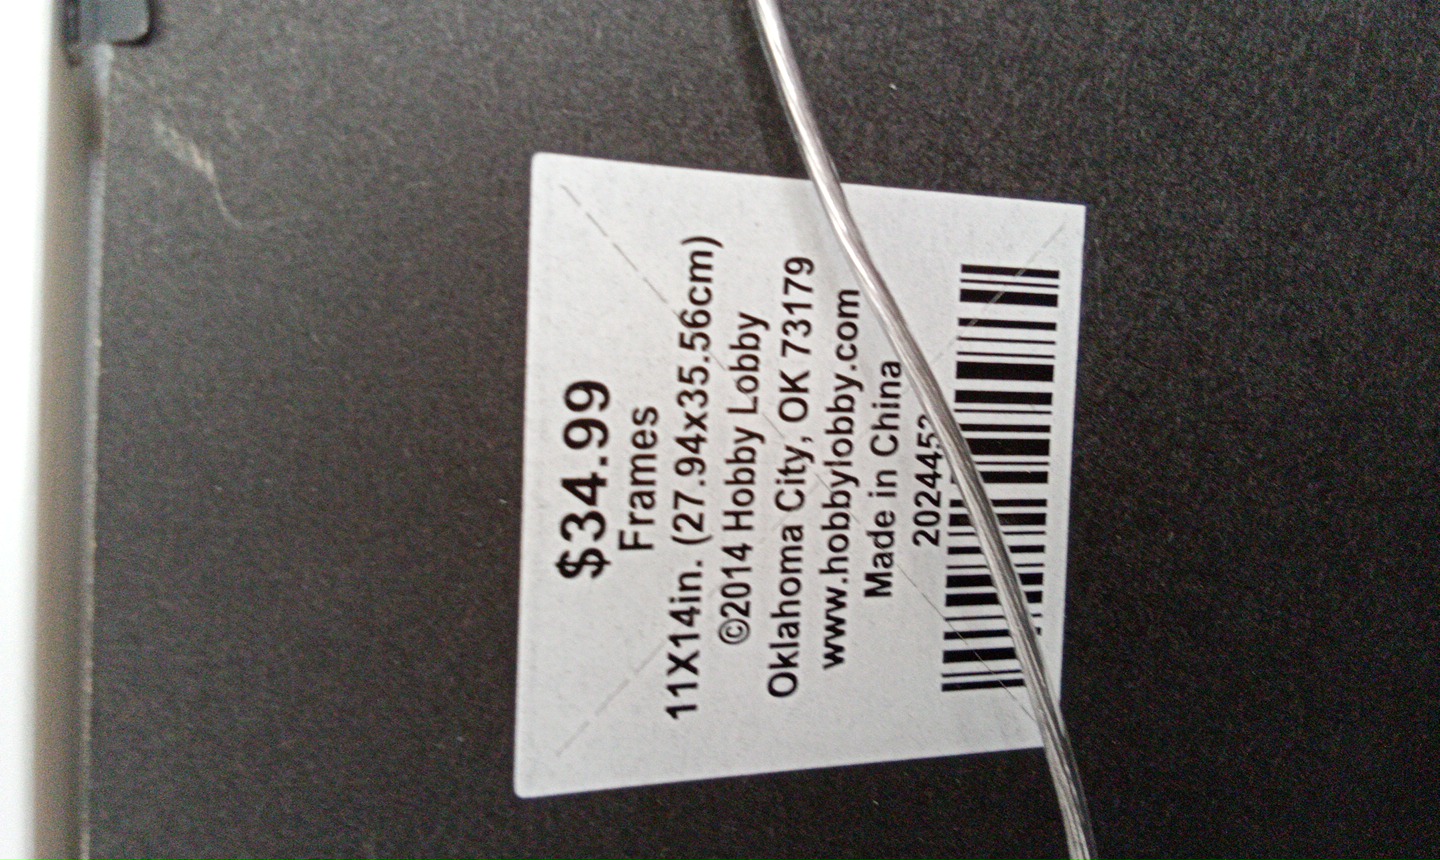 $34.99
Frames
11X14in. (27.94x35.56cm)
©2014 Hobby Lobby
Oklahoma City, OK 73179
www.hobbylobby.com
Made in China